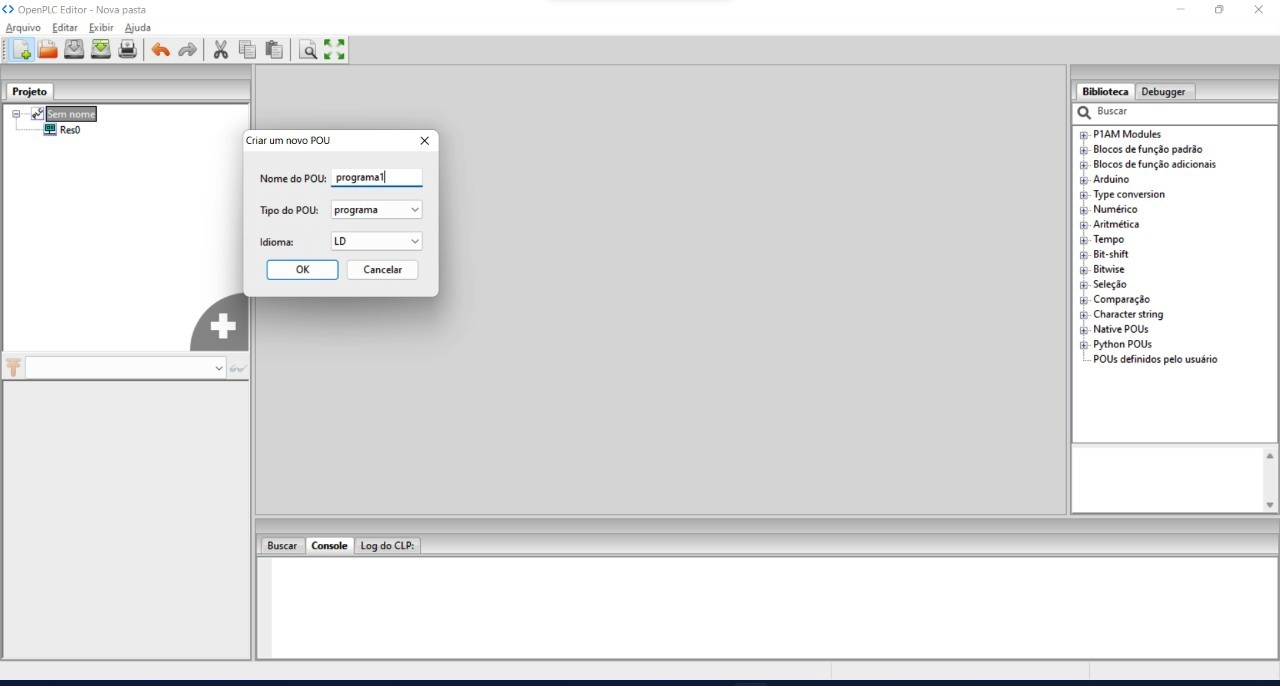 OpenPLC Editor - Nova pasta
Arquivo Editar Exibir Ajuda
Projeto
Sem nome
Res0
Criar um novo POU
Nome do POU: programa1
Tipo do POU: programa
Idioma: LD
OK Cancelar
Biblioteca Debugger
Buscar
P1AM Modules
Blocos de função padrão
Blocos de função adicionais
Arduino
Type conversion
Numérico
Aritmética
Tempo
Bit-shift
Bitwise
Seleção
Comparação
Character string
Native POUs
Python POUs
POUs definidos pelo usuário
Buscar Console Log do CLP: